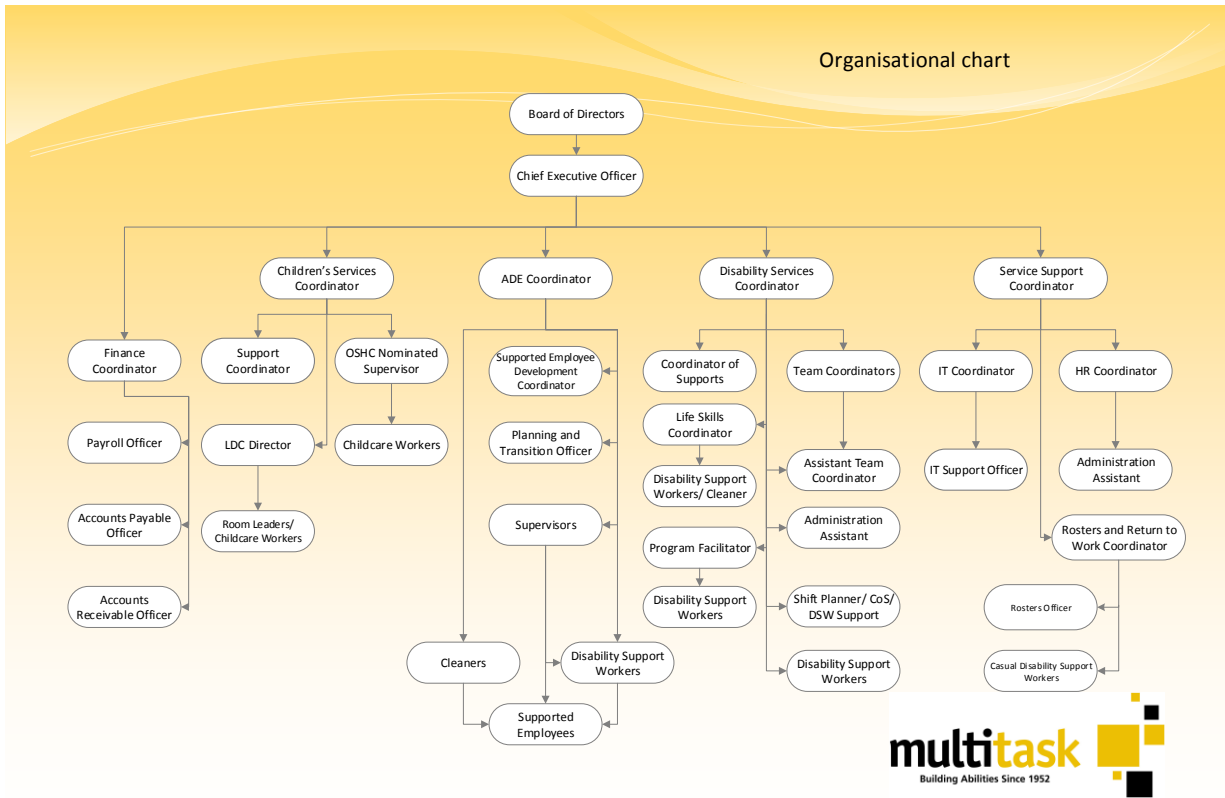 Organisational chart
Board of Directors
Chief Executive Officer
Children’s Services
Coordinator
ADE Coordinator
Disability Services
Coordinator
Service Support
Coordinator
Finance
Coordinator
Support
Coordinator
OSHC Nominated
Supervisor
Supported Employee
Development
Coordinator
Coordinator of
Supports
Team Coordinators
IT Coordinator
HR Coordinator
Life Skills
Coordinator
Payroll Officer
LDC Director
Childcare Workers
Planning and
Transition Officer
Disability Support
Workers/ Cleaner
Assistant Team
Coordinator
IT Support Officer
Administration
Assistant
Accounts Payable
Officer
Room Leaders/
Childcare Workers
Supervisors
Program Facilitator
Administration
Assistant
Rosters and Return to
Work Coordinator
Accounts
Receivable Officer
Disability Support
Workers
Shift Planner/ CoS/
DSW Support
Rosters Officer
Cleaners
Disability Support
Workers
Disability Support
Workers
Casual Disability Support
Workers
Supported
Employees
multitask
Building Abilities Since 1952